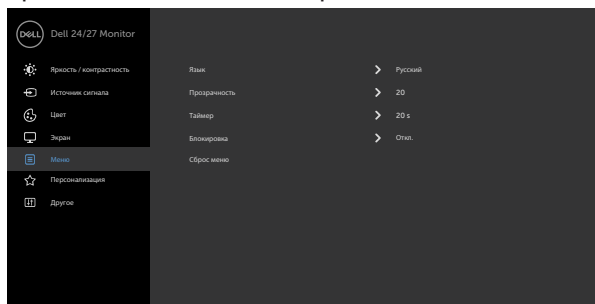 DELL Dell 24/27 Monitor
Яркость / контрастность
Источник сигнала
Цвет
Экран
Меню
Персонализация
Другое
Язык Русский
Прозрачность 20
Таймер 20 s
Блокировка Откл.
Сброс меню